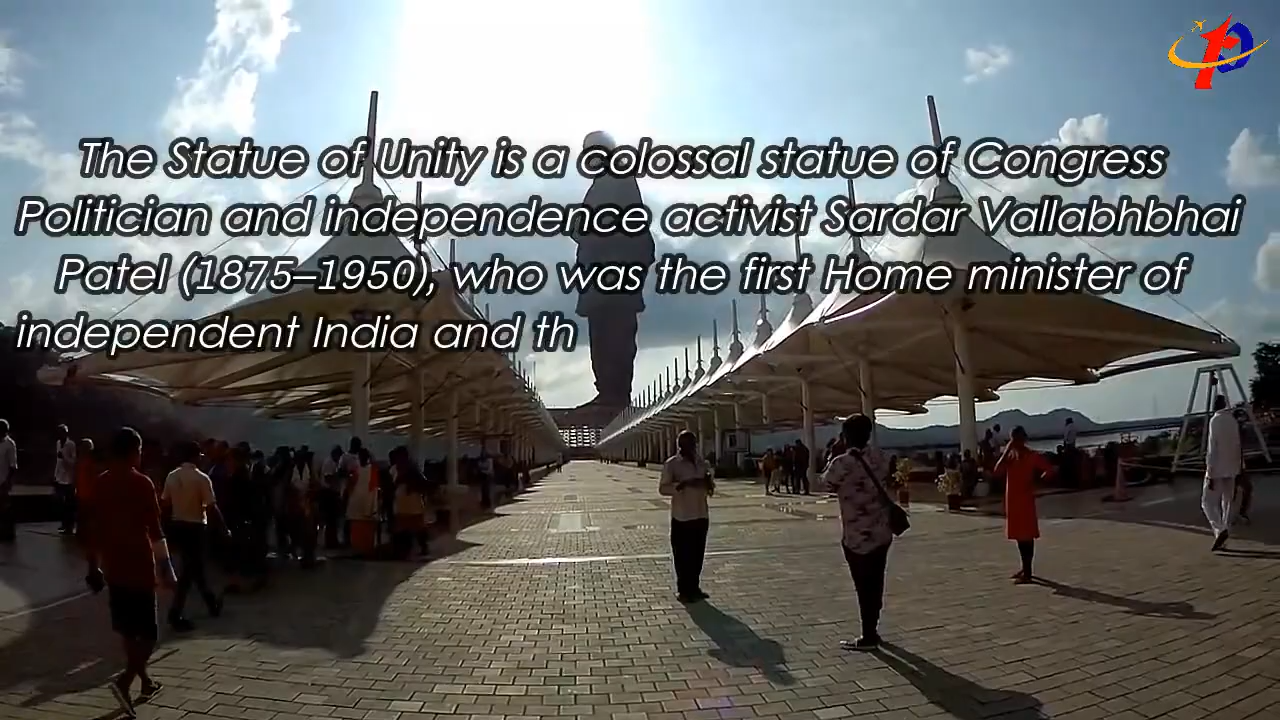 The Statue of Unity is a colossal statue of Congress
Politician and independence activist Sardar Vallabhbhai
Patel (1875–1950), who was the first Home minister of
independent India and th